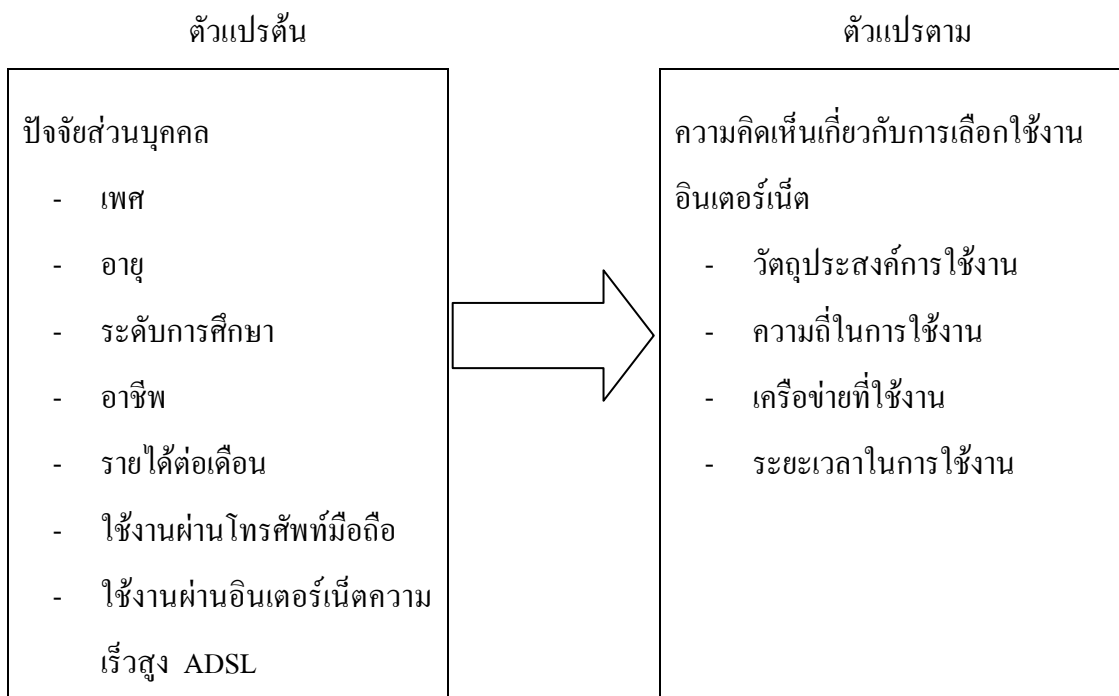 ตัวแปรต้น
ปัจจัยส่วนบุคคล
- เพศ
- อายุ
- ระดับการศึกษา
- อาชีพ
- รายได้ต่อเดือน
- ใช้งานผ่านโทรศัพท์มือถือ
- ใช้งานผ่านอินเตอร์เน็ตความ
เร็วสูง ADSL
ตัวแปรตาม
ความคิดเห็นเกี่ยวกับการเลือกใช้งาน
อินเตอร์เน็ต
- วัตถุประสงค์การใช้งาน
- ความถี่ในการใช้งาน
- เครือข่ายที่ใช้งาน
- ระยะเวลาในการใช้งาน